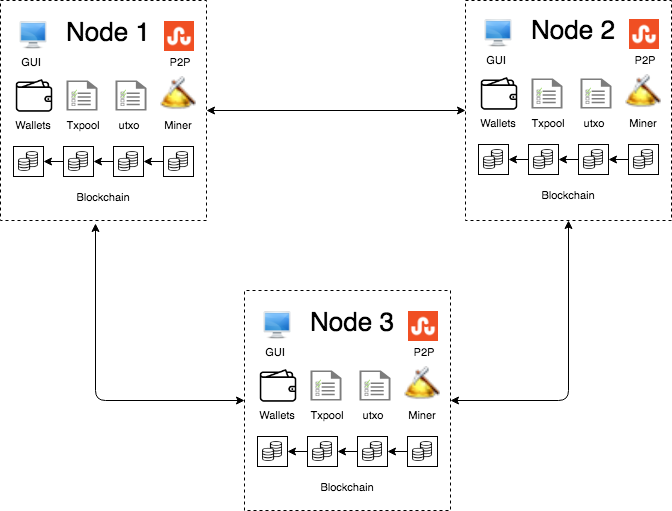 Node 1
GUI
P2P
Wallets
Txpool
utxo
Miner
Blockchain
Node 2
GUI
P2P
Wallets
Txpool
utxo
Miner
Blockchain
Node 3
GUI
P2P
Wallets
Txpool
utxo
Miner
Blockchain